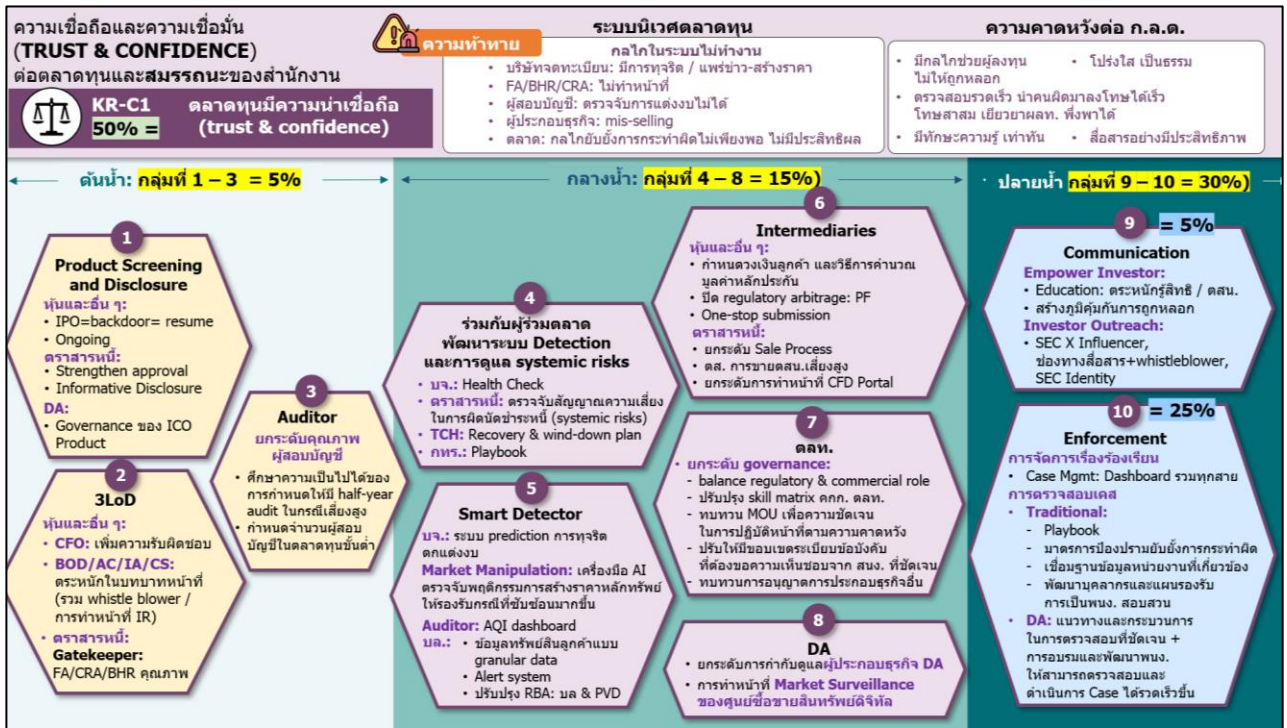 ความเชื่อถือและความเชื่อมั่น
(TRUST & CONFIDENCE)
ต่อตลาดทุนและสมรรถนะของสำนักงาน
KR-C1 ตลาดทุนมีความน่าเชื่อถือ
50% = (trust & confidence)
ความท้าทาย
ระบบนิเวศตลาดทุน
กลไกในระบบไม่ทำงาน
• บริษัทจดทะเบียน: มีการทุจริต / แพร่ข่าว-สร้างราคา
• FA/BHR/CRA: ไม่ทำหน้าที่
• ผู้สอบบัญชี: ตรวจจับการแต่งงบไม่ได้
• ผู้ประกอบธุรกิจ: mis-selling
• ตลาด: กลไกยับยั้งการกระทำผิดไม่เพียงพอ ไม่มีประสิทธิผล
ความคาดหวังต่อ ก.ล.ต.
• มีกลไกช่วยผู้ลงทุน
ไม่ให้ถูกหลอก
• โปร่งใส เป็นธรรม
• ตรวจสอบรวดเร็ว นำคนผิดมาลงโทษได้เร็ว
โทษสาสม เยียวยาผลท. พึ่งพาได้
• มีทักษะความรู้ เท่าทัน
• สื่อสารอย่างมีประสิทธิภาพ
ต้นน้ำ: กลุ่มที่ 1 – 3 = 5%
กลางน้ำ: กลุ่มที่ 4 – 8 = 15%)
ปลายน้ำ กลุ่มที่ 9 – 10 = 30%)
1
Product Screening
and Disclosure
หุ้นและอื่น ๆ:
• IPO=backdoor= resume
• Ongoing
ตราสารหนี้:
• Strengthen approval
• Informative Disclosure
DA:
• Governance ของ ICO
Product
2
3LoD
หุ้นและอื่น ๆ:
• CFO: เพิ่มความรับผิดชอบ
• BOD/AC/IA/CS:
ตระหนักในบทบาทหน้าที่
(รวม whistle blower /
การทำหน้าที่ IR)
• ตราสารหนี้:
Gatekeeper:
FA/CRA/BHR คุณภาพ
3
Auditor
ยกระดับคุณภาพ
ผู้สอบบัญชี
• ศึกษาความเป็นไปได้ของ
การกำหนดให้มี half-year
audit ในกรณีเสี่ยงสูง
• กำหนดจำนวนผู้สอบ
บัญชีในตลาดทุนขั้นต่ำ
4
ร่วมกับผู้ร่วมตลาด
พัฒนาระบบ Detection
และการดูแล systemic risks
• บจ.: Health Check
• ตราสารหนี้: ตรวจจับสัญญาณความเสี่ยง
ในการผิดนัดชำระหนี้ (systemic risks)
• TCH: Recovery & wind-down plan
• กทร.: Playbook
5
Smart Detector
บจ.: ระบบ prediction การทุจริต
ตกแต่งงบ
Market Manipulation: เครื่องมือ AI
ตรวจจับพฤติกรรมการสร้างราคาหลักทรัพย์
ให้รองรับกรณีที่ซับซ้อนมากขึ้น
Auditor: AQI dashboard
บล.: • ข้อมูลทรัพย์สินลูกค้าแบบ
granular data
• Alert system
• ปรับปรุง RBA: บล & PVD
6
Intermediaries
หุ้นและอื่น ๆ:
• กำหนดวงเงินลูกค้า และวิธีการคำนวณ
มูลค่าหลักประกัน
• ปิด regulatory arbitrage: PF
• One-stop submission
ตราสารหนี้:
• ยกระดับ Sale Process
• ตส. การขายตสน.เสี่ยงสูง
• ยกระดับการทำหน้าที่ CFD Portal
7
ตลท.
• ยกระดับ governance:
- balance regulatory & commercial role
- ปรับปรุง skill matrix คกก. ตลท.
- ทบทวน MOU เพื่อความชัดเจน
ในการปฏิบัติหน้าที่ตามความคาดหวัง
- ปรับให้มีขอบเขตระเบียบข้อบังคับ
ที่ต้องขอความเห็นชอบจาก สนง. ที่ชัดเจน
- ทบทวนการอนุญาตการประกอบธุรกิจอื่น
8
DA
• ยกระดับการกำกับดูแลผู้ประกอบธุรกิจ DA
• การทำหน้าที่ Market Surveillance
ของศูนย์ซื้อขายสินทรัพย์ดิจิทัล
9 = 5%
Communication
Empower Investor:
• Education: ตระหนักรู้สิทธิ / ตสน.
• สร้างภูมิคุ้มกันการถูกหลอก
Investor Outreach:
• SEC X Influencer,
ช่องทางสื่อสาร+whistleblower,
SEC Identity
10 = 25%
Enforcement
การจัดการเรื่องร้องเรียน
• Case Mgmt: Dashboard รวมทุกสาย
การตรวจสอบเคส
• Traditional:
- Playbook
- มาตรการป้องปรามยับยั้งการกระทำผิด
- เชื่อมฐานข้อมูลหน่วยงานที่เกี่ยวข้อง
- พัฒนาบุคลากรและแผนรองรับ
การเป็นพนง. สอบสวน
• DA: แนวทางและกระบวนการ
ในการตรวจสอบที่ชัดเจน +
การอบรมและพัฒนาพนง.
ให้สามารถตรวจสอบและ
ดำเนินการ Case ได้รวดเร็วขึ้น